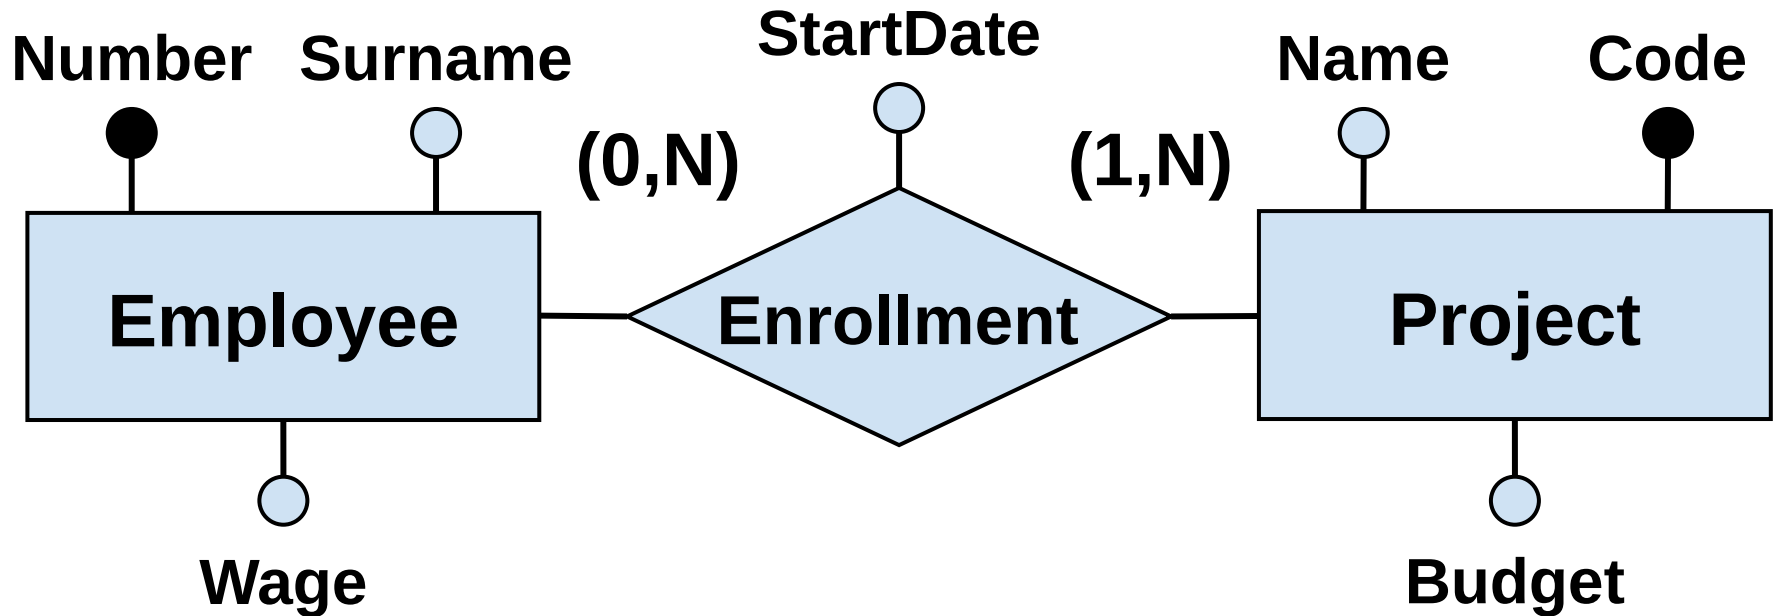 Number
Surname
StartDate
Name
Code
(0,N)
(1,N)
Employee
Enrollment
Project
Wage
Budget